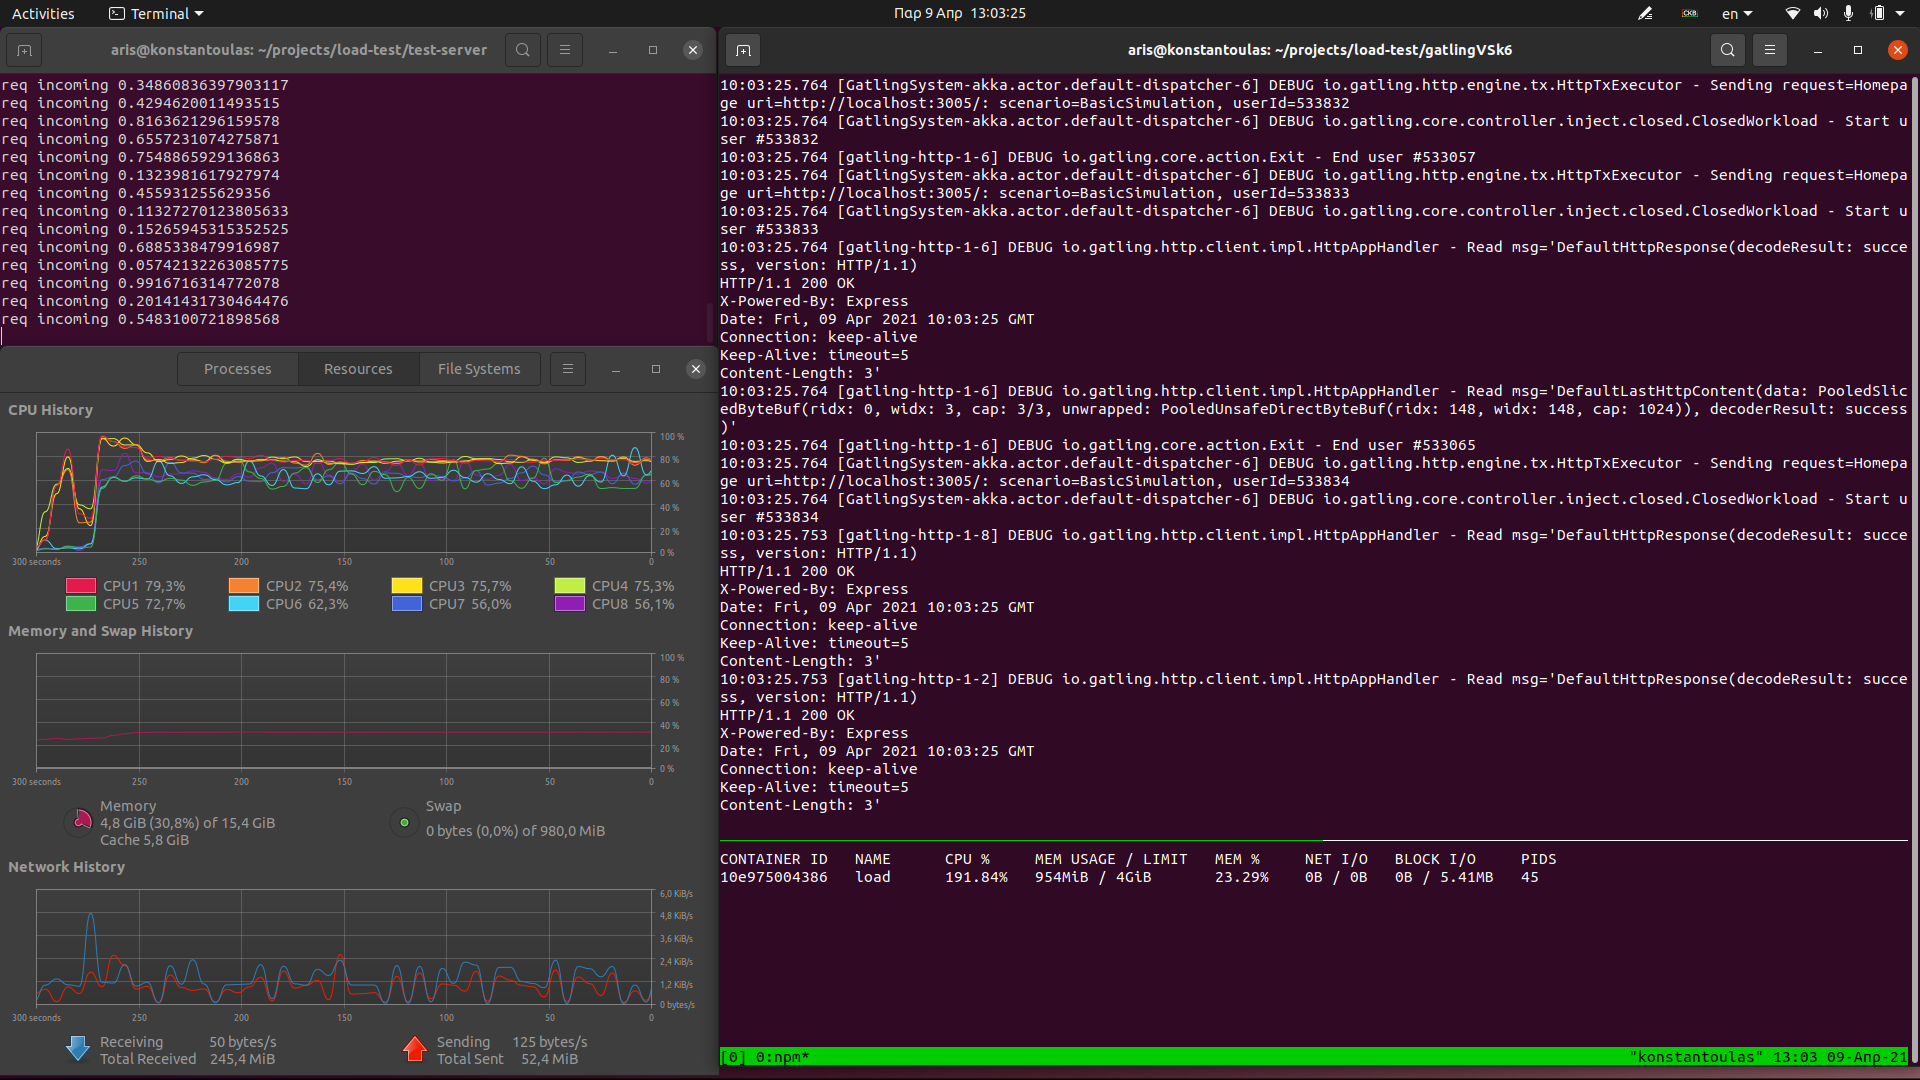 Activities
Terminal
Παρ 9 Απρ 13:03:25
CKB
en
aris@konstantoulas: ~/projects/load-test/test-server
req incoming 0.34860836397903117
req incoming 0.4294620011493515
req incoming 0.8163621296159578
req incoming 0.6557231074275871
req incoming 0.7548865929136863
req incoming 0.1323981617927974
req incoming 0.455931255629356
req incoming 0.11327270123805633
req incoming 0.15265945315352525
req incoming 0.6885338479916987
req incoming 0.05742132263085775
req incoming 0.9916716314772078
req incoming 0.20141431730464476
req incoming 0.5483100721898568
Processes
Resources
File Systems
CPU History
100 %
80 %
60 %
40 %
20 %
0 %
300 seconds 250 200 150 100 50 0
CPU1 79,3% CPU2 75,4% CPU3 75,7% CPU4 75,3%
CPU5 72,7% CPU6 62,3% CPU7 56,0% CPU8 56,1%
Memory and Swap History
100 %
80 %
60 %
40 %
20 %
0 %
300 seconds 250 200 150 100 50 0
Memory
4,8 GiB (30,8%) of 15,4 GiB
Cache 5,8 GiB
Swap
0 bytes (0,0%) of 980,0 MiB
Network History
6,0 KiB/s
4,8 KiB/s
3,6 KiB/s
2,4 KiB/s
1,2 KiB/s
0 bytes/s
300 seconds 250 200 150 100 50 0
Receiving 50 bytes/s
Total Received 245,4 MiB
Sending 125 bytes/s
Total Sent 52,4 MiB
aris@konstantoulas: ~/projects/load-test/gatlingVSk6
10:03:25.764 [GatlingSystem-akka.actor.default-dispatcher-6] DEBUG io.gatling.http.engine.tx.HttpTxExecutor - Sending request=Homepa
ge uri=http://localhost:3005/: scenario=BasicSimulation, userId=533832
10:03:25.764 [GatlingSystem-akka.actor.default-dispatcher-6] DEBUG io.gatling.core.controller.inject.closed.ClosedWorkload - Start u
ser #533832
10:03:25.764 [gatling-http-1-6] DEBUG io.gatling.core.action.Exit - End user #533057
10:03:25.764 [GatlingSystem-akka.actor.default-dispatcher-6] DEBUG io.gatling.http.engine.tx.HttpTxExecutor - Sending request=Homepa
ge uri=http://localhost:3005/: scenario=BasicSimulation, userId=533833
10:03:25.764 [GatlingSystem-akka.actor.default-dispatcher-6] DEBUG io.gatling.core.controller.inject.closed.ClosedWorkload - Start u
ser #533833
10:03:25.764 [gatling-http-1-6] DEBUG io.gatling.http.client.impl.HttpAppHandler - Read msg='DefaultHttpResponse(decodeResult: succe
ss, version: HTTP/1.1)
HTTP/1.1 200 OK
X-Powered-By: Express
Date: Fri, 09 Apr 2021 10:03:25 GMT
Connection: keep-alive
Keep-Alive: timeout=5
Content-Length: 3'
10:03:25.764 [gatling-http-1-6] DEBUG io.gatling.http.client.impl.HttpAppHandler - Read msg='DefaultLastHttpContent(data: PooledSlic
edByteBuf(ridx: 0, widx: 3, cap: 3/3, unwrapped: PooledUnsafeDirectByteBuf(ridx: 148, widx: 148, cap: 1024)), decoderResult: success
)'
10:03:25.764 [gatling-http-1-6] DEBUG io.gatling.core.action.Exit - End user #533065
10:03:25.764 [GatlingSystem-akka.actor.default-dispatcher-6] DEBUG io.gatling.http.engine.tx.HttpTxExecutor - Sending request=Homepa
ge uri=http://localhost:3005/: scenario=BasicSimulation, userId=533834
10:03:25.764 [GatlingSystem-akka.actor.default-dispatcher-6] DEBUG io.gatling.core.controller.inject.closed.ClosedWorkload - Start u
ser #533834
10:03:25.753 [gatling-http-1-8] DEBUG io.gatling.http.client.impl.HttpAppHandler - Read msg='DefaultHttpResponse(decodeResult: succe
ss, version: HTTP/1.1)
HTTP/1.1 200 OK
X-Powered-By: Express
Date: Fri, 09 Apr 2021 10:03:25 GMT
Connection: keep-alive
Keep-Alive: timeout=5
Content-Length: 3'
10:03:25.753 [gatling-http-1-2] DEBUG io.gatling.http.client.impl.HttpAppHandler - Read msg='DefaultHttpResponse(decodeResult: succe
ss, version: HTTP/1.1)
HTTP/1.1 200 OK
X-Powered-By: Express
Date: Fri, 09 Apr 2021 10:03:25 GMT
Connection: keep-alive
Keep-Alive: timeout=5
Content-Length: 3'
CONTAINER ID NAME CPU % MEM USAGE / LIMIT MEM % NET I/O BLOCK I/O PIDS
10e975004386 load 191.84% 954MiB / 4GiB 23.29% 0B / 0B 0B / 5.41MB 45
[0] 0:npm* "konstantoulas" 13:03 09-Απρ-21